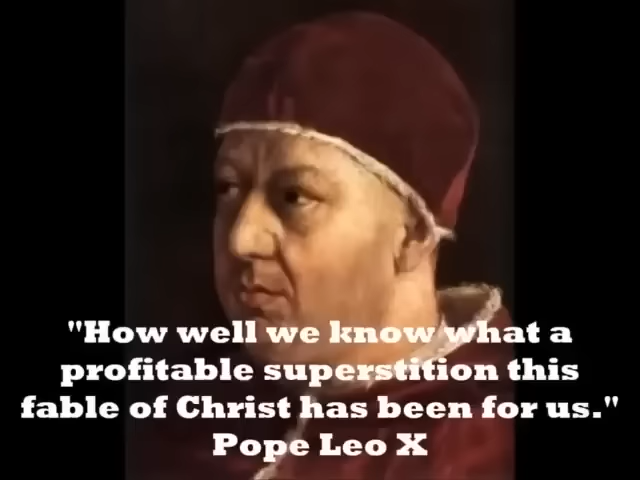 "How well we know what a
profitable superstition this
fable of Christ has been for us."
Pope Leo X